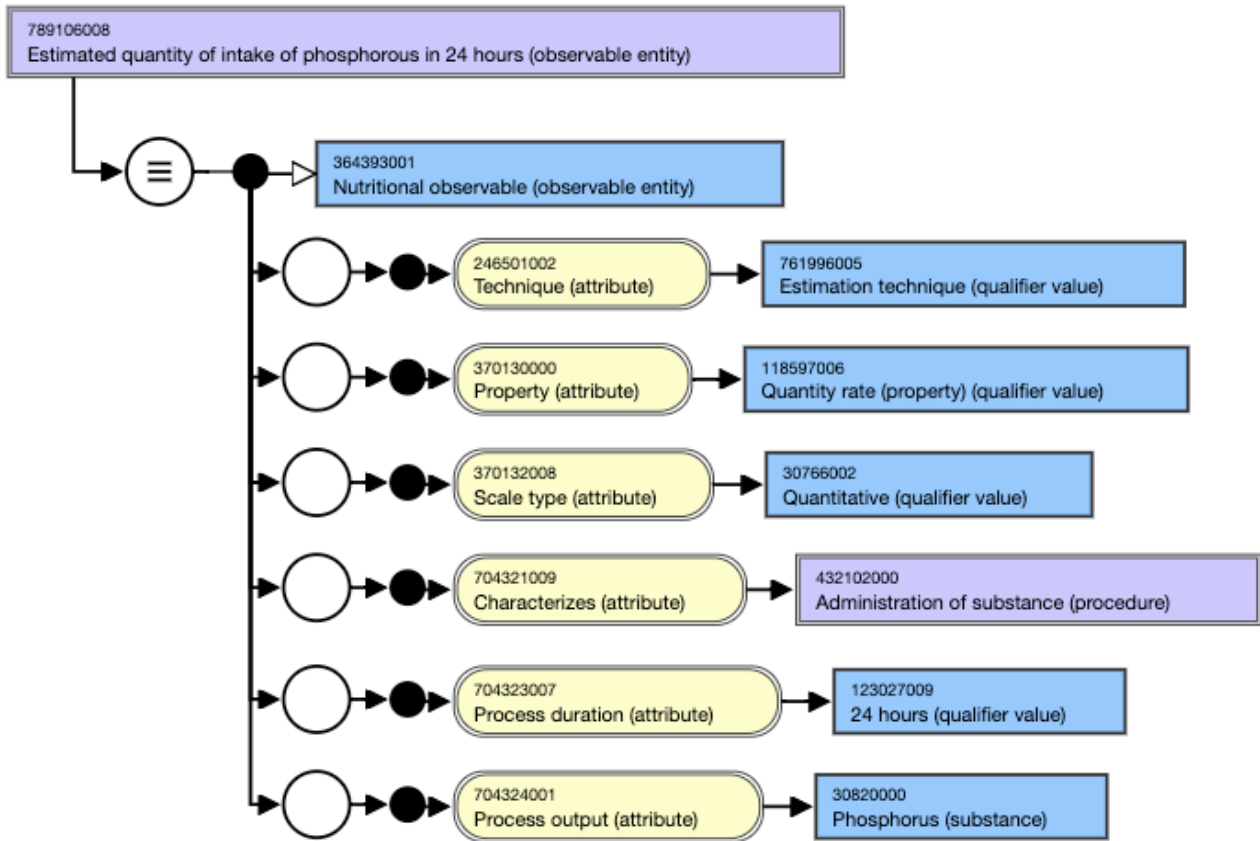 789106008
Estimated quantity of intake of phosphorous in 24 hours (observable entity)
364393001
Nutritional observable (observable entity)
246501002
Technique (attribute)
761996005
Estimation technique (qualifier value)
370130000
Property (attribute)
118597006
Quantity rate (property) (qualifier value)
370132008
Scale type (attribute)
30766002
Quantitative (qualifier value)
704321009
Characterizes (attribute)
432102000
Administration of substance (procedure)
704323007
Process duration (attribute)
123027009
24 hours (qualifier value)
704324001
Process output (attribute)
30820000
Phosphorus (substance)